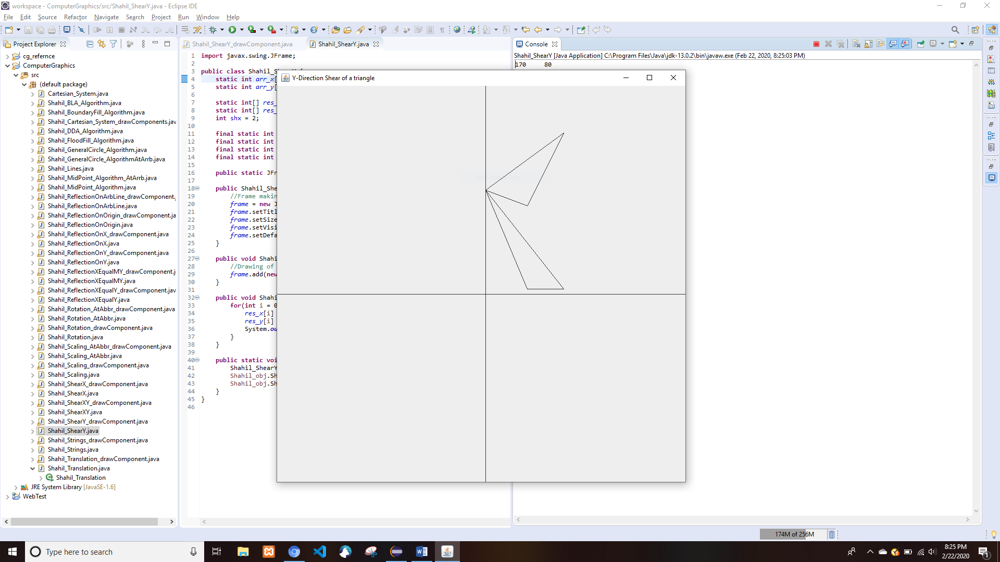 workspace - ComputerGraphics/src/Shahil_ShearY.java - Eclipse IDE
File Edit Source Refactor Navigate Search Project Run Window Help
Project Explorer
cg_refernce
ComputerGraphics
src
(default package)
Cartesian_System.java
Shahil_BLA_Algorithm.java
Shahil_BoundaryFill_Algorithm.java
Shahil_Cartesian_System_drawComponents.jav
Shahil_DDA_Algorithm.java
Shahil_FloodFill_Algorithm.java
Shahil_GeneralCircle_Algorithm.java
Shahil_GeneralCircle_AlgorithmAtArrb.java
Shahil_Lines.java
Shahil_MidPoint_Algorithm_AtArrb.java
Shahil_MidPoint_Algorithm.java
Shahil_ReflectionOnArbLine_drawComponent.
Shahil_ReflectionOnArbLine.java
Shahil_ReflectionOnOrigin_drawComponent.ja
Shahil_ReflectionOnOrigin.java
Shahil_ReflectionOnX_drawComponent.java
Shahil_ReflectionOnX.java
Shahil_ReflectionOnY_drawComponent.java
Shahil_ReflectionOnY.java
Shahil_ReflectionXEqualMY_drawComponent.j
Shahil_ReflectionXEqualMY.java
Shahil_ReflectionXEqualY_drawComponent.jav
Shahil_ReflectionXEqualY.java
Shahil_Rotation_AtAbbr_drawComponent.java
Shahil_Rotation_AtAbbr.java
Shahil_Rotation_drawComponent.java
Shahil_Rotation.java
Shahil_Scaling_AtAbbr_drawComponent.java
Shahil_Scaling_AtAbbr.java
Shahil_Scaling_drawComponent.java
Shahil_Scaling.java
Shahil_ShearX_drawComponent.java
Shahil_ShearX.java
Shahil_ShearXY_drawComponent.java
Shahil_ShearXY.java
Shahil_ShearY_drawComponent.java
Shahil_ShearY.java
Shahil_Strings_drawComponent.java
Shahil_Strings.java
Shahil_Translation_drawComponent.java
Shahil_Translation.java
Shahil_Translation
JRE System Library [JavaSE-1.6]
WebTest
Shahil_ShearY_drawComponent.java Shahil_ShearY.java
1 import javax.swing.JFrame;
2
3 public class Shahil_S
4 static int arr_x[
5 static int arr_y[
6
7 static int[] res_
8 static int[] res_
9 int shx = 2;
10
11 final static int
12 final static int
13 final static int
14 final static int
15
16 public static JFr
17
18 public Shahil_She
19 //Frame makin
20 frame = new J
21 frame.setTitl
22 frame.setSize
23 frame.setVisi
24 frame.setDefa
25 }
26
27 public void Shahi
28 //Drawing of
29 frame.add(new
30 }
31
32 public void Shahi
33 for(int i = 0
34 res_x[i]
35 res_y[i]
36 System.ou
37 }
38 }
39
40 public static voi
41 Shahil_ShearY
42 Shahil_obj.Sh
43 Shahil_obj.Sh
44 }
45 }
46
Y-Direction Shear of a triangle
Console
Shahil_ShearY [Java Application] C:\Program Files\Java\jdk-13.0.2\bin\javaw.exe (Feb 22, 2020, 8:25:03 PM)
170 80
174M of 256M
Type here to search
8:25 PM
2/22/2020
1